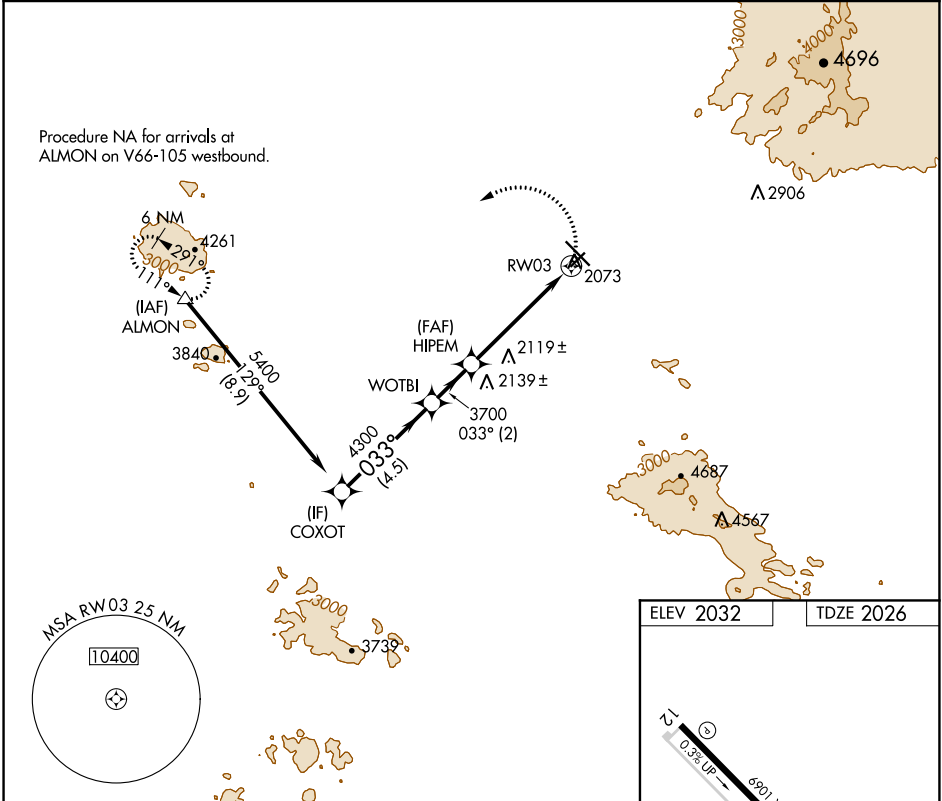 3000
4000
4696
Procedure NA for arrivals at
ALMON on V66-105 westbound.
2906
6 NM
4261
291°
3000
111°
RW03
2073
(IAF)
ALMON
(FAF)
HIPEM
2119 ±
3840
5400
129°
(8.9)
WOTBI
2139 ±
3700
033° (2)
4300
033°
(4.5)
3000
4687
(IF)
COXOT
4567
3000
3739
MSA RW03 25 NM
10400
ELEV 2032
TDZE 2026
12
P
0.3% UP
6901